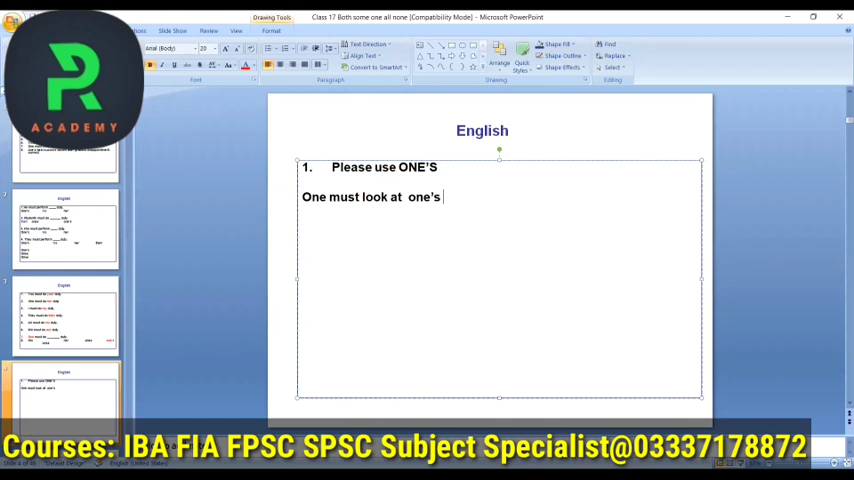 Drawing Tools
Class 17 Both some one all none [Compatibility Mode] - Microsoft PowerPoint
Slide Show
Review
View
Format
Arial (Body)
20
Text Direction
Align Text
Convert to SmartArt
Arrange
Quick Styles
Shape Fill
Shape Outline
Shape Effects
Find
Replace
Select
Font
Paragraph
Drawing
Editing
ACADEMY
English
1. Please use ONE'S
One must look at one's
Courses: IBA FIA FPSC SPSC Subject Specialist@03337178872
English (United States)